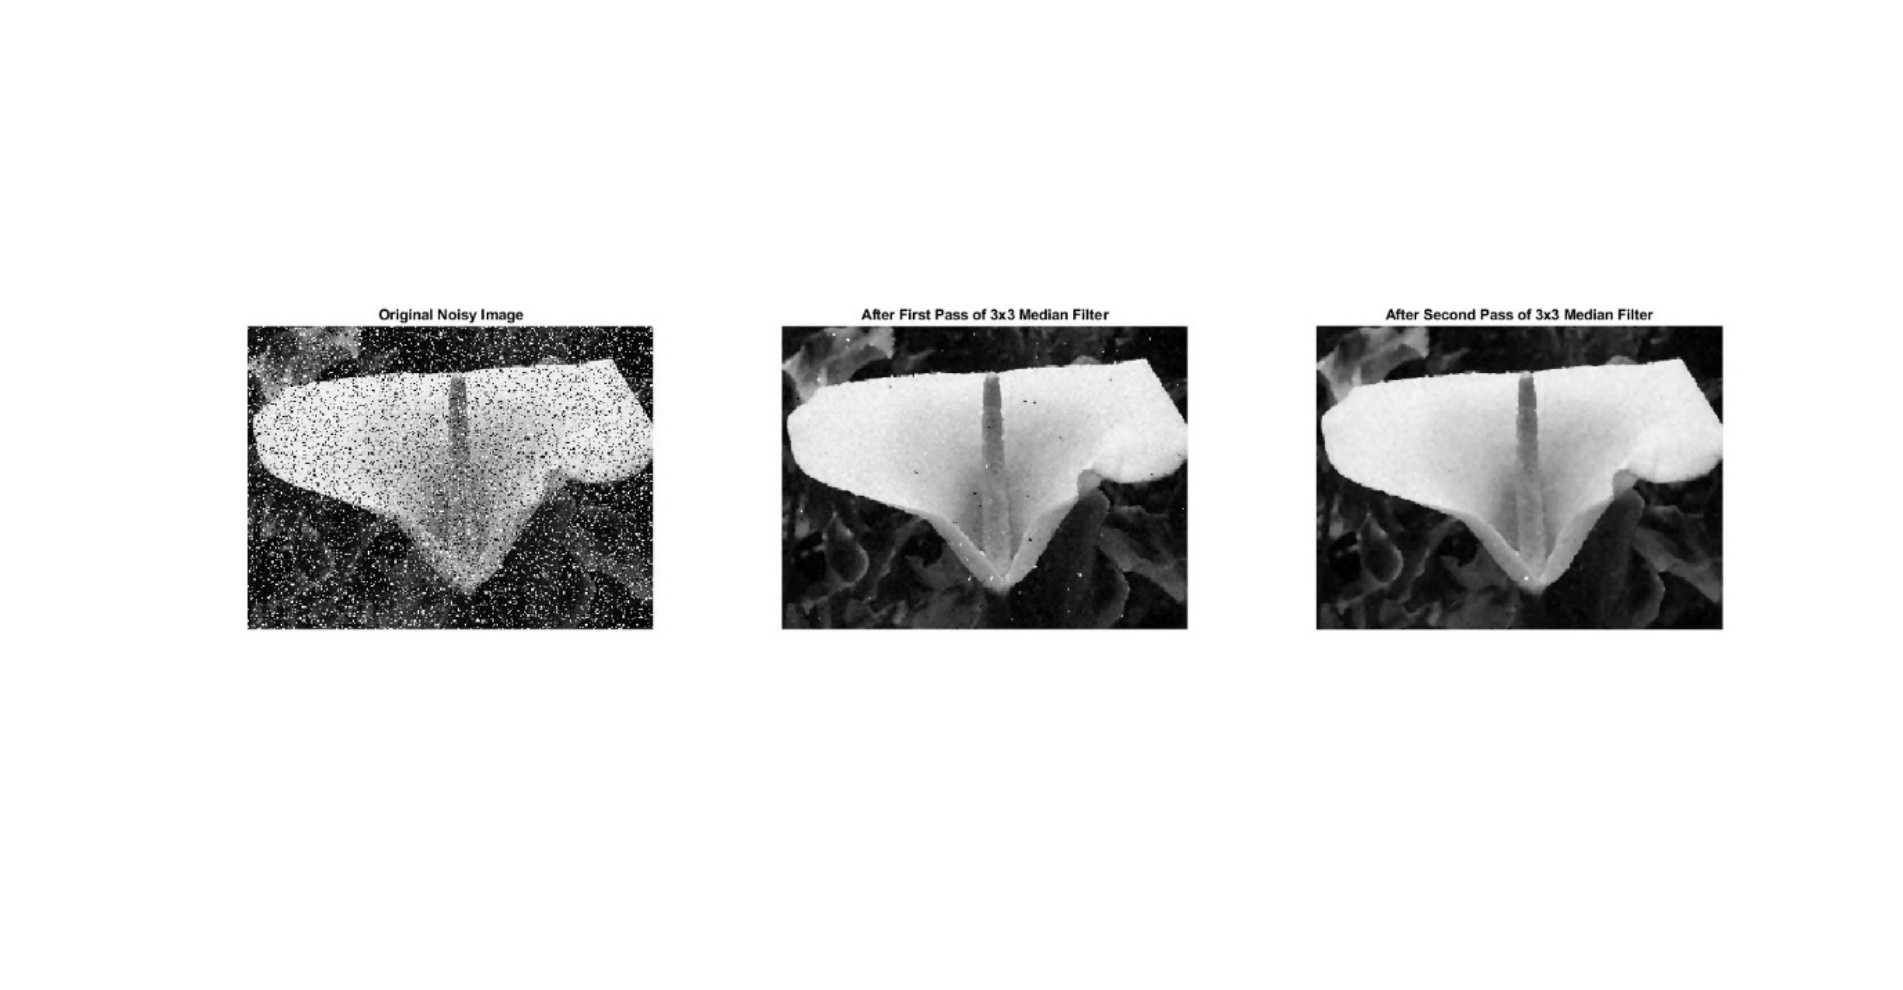 Original Noisy Image
After First Pass of 3x3 Median Filter
After Second Pass of 3x3 Median Filter